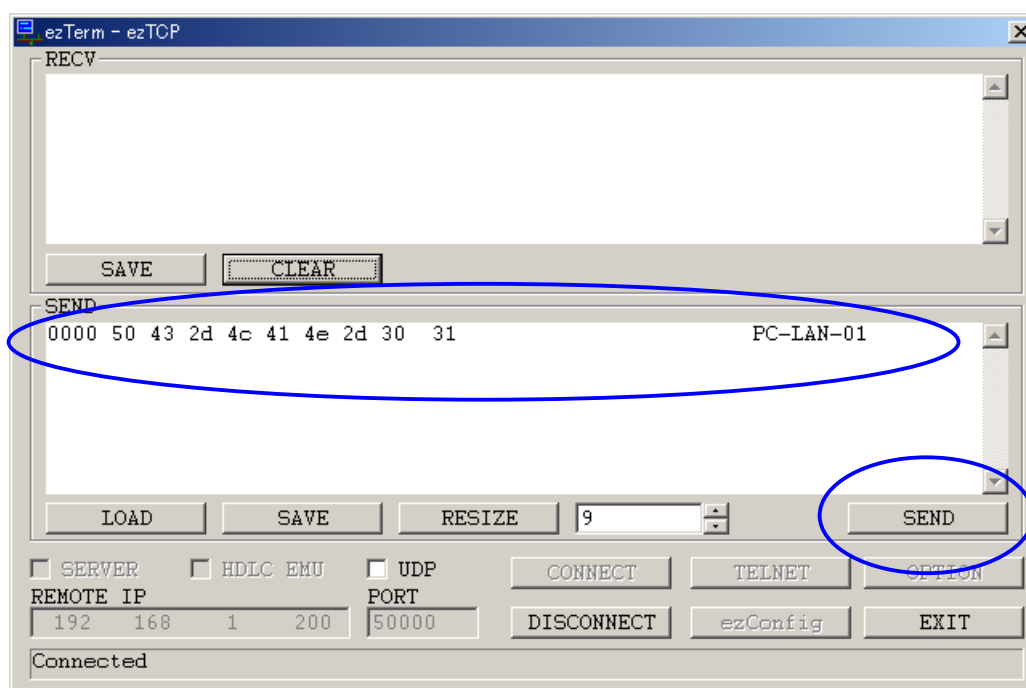 ezTerm - ezTCP
RECV
SAVE CLEAR
SEND
0000 50 43 2d 4c 41 4e 2d 30 31 PC-LAN-01
LOAD SAVE RESIZE 9 SEND
SERVER HDLC EMU UDP CONNECT TELNET OPTION
REMOTE IP PORT
192 168 1 200 50000 DISCONNECT ezConfig EXIT
Connected